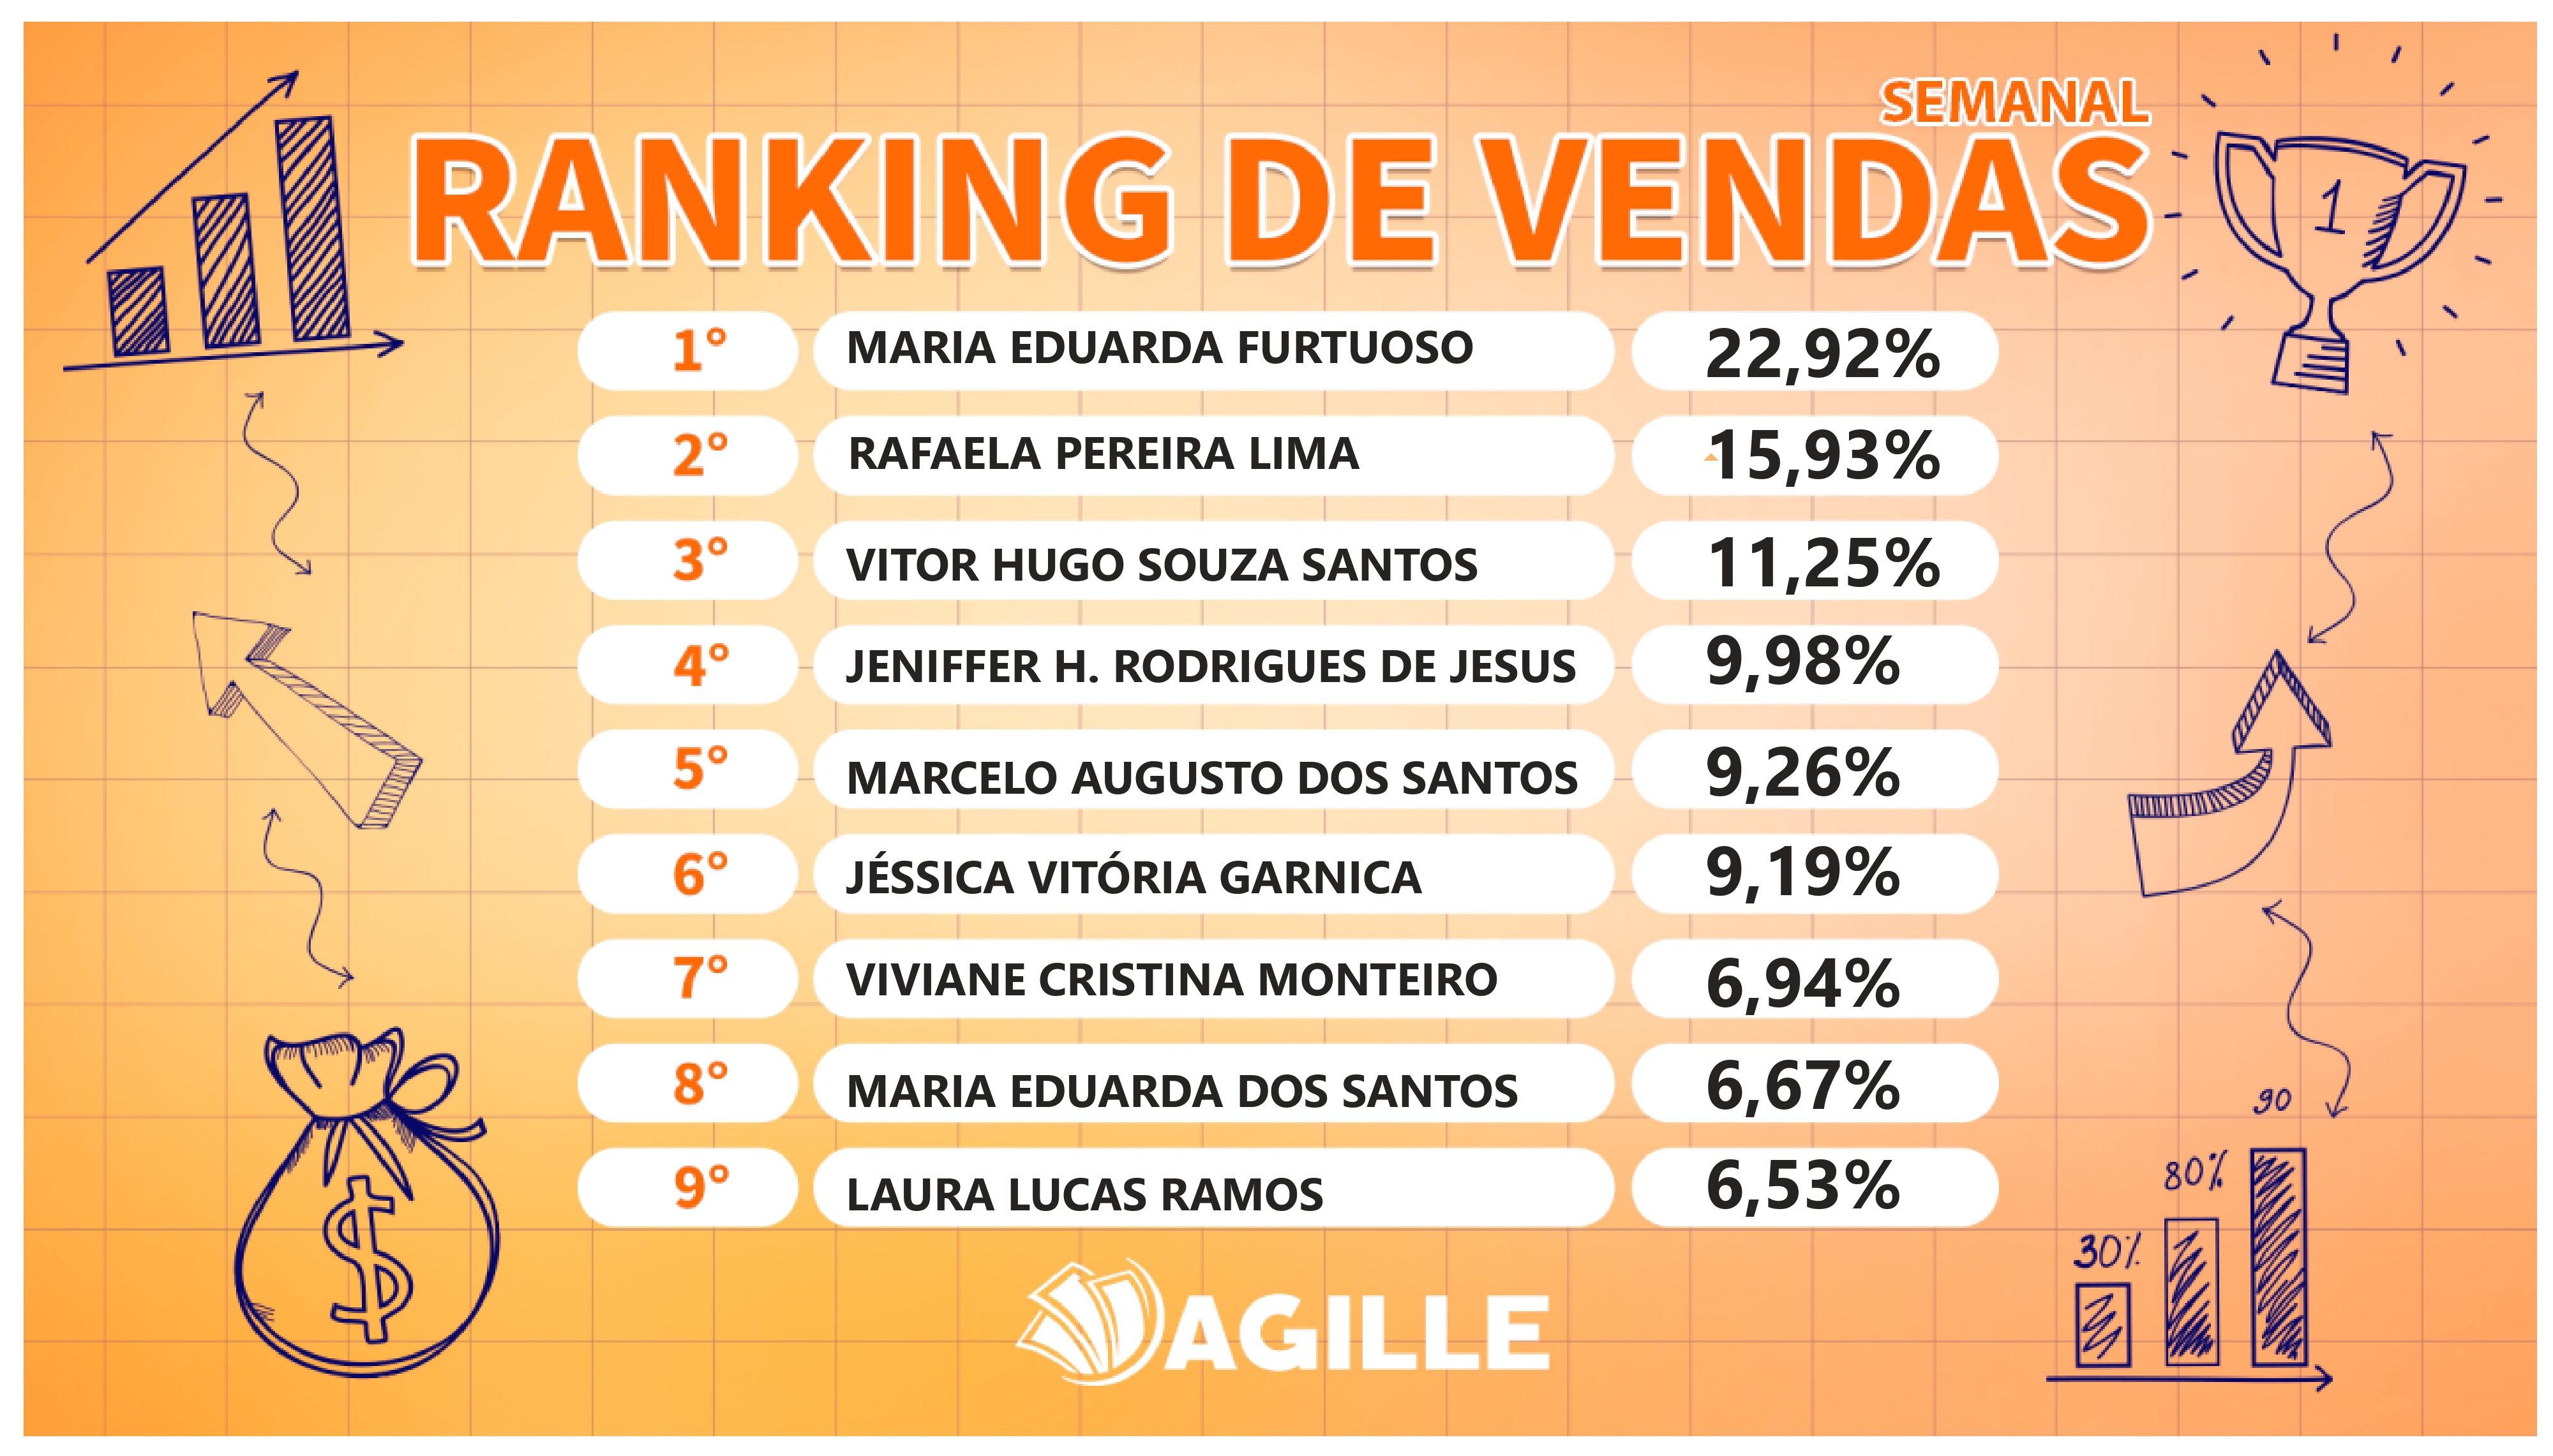 SEMANAL
RANKING DE VENDAS
1
1° MARIA EDUARDA FURTUOSO 22,92%
2° RAFAELA PEREIRA LIMA 15,93%
3° VITOR HUGO SOUZA SANTOS 11,25%
4° JENIFFER H. RODRIGUES DE JESUS 9,98%
5° MARCELO AUGUSTO DOS SANTOS 9,26%
6° JÉSSICA VITÓRIA GARNICA 9,19%
7° VIVIANE CRISTINA MONTEIRO 6,94%
8° MARIA EDUARDA DOS SANTOS 6,67%
9° LAURA LUCAS RAMOS 6,53%
$
30% 80% 90
AGILLE